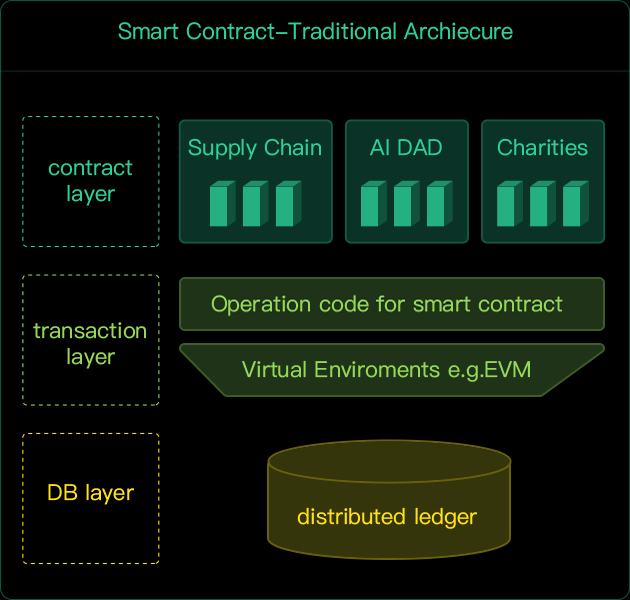 Smart Contract–Traditional Archiecure
contract
layer
Supply Chain
AI DAD
Charities
transaction
layer
Operation code for smart contract
Virtual Enviroments e.g.EVM
DB layer
distributed ledger